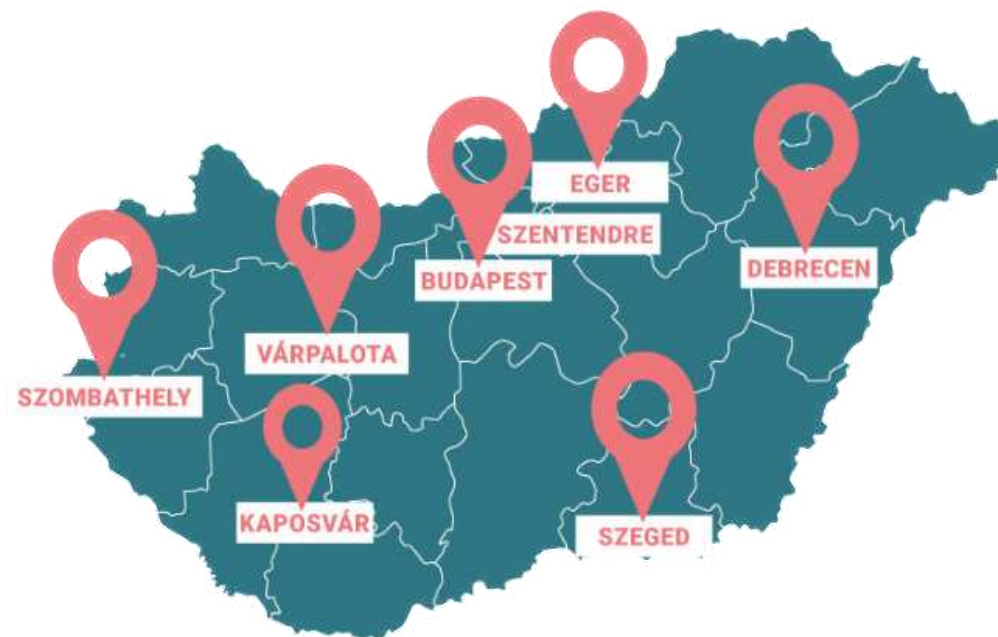 EGER
SZENTENDRE
BUDAPEST
DEBRECEN
VÁRPALOTA
SZOMBATHELY
KAPOSVÁR
SZEGED